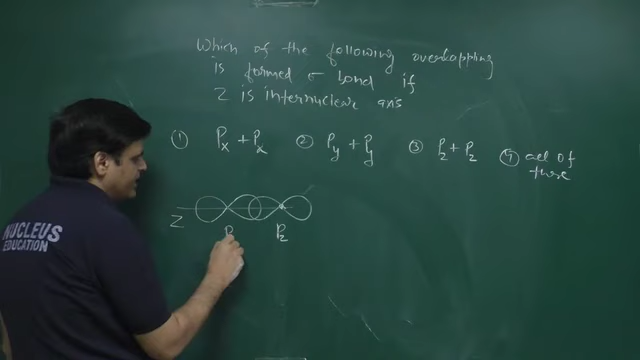 Which of the following overlapping
is formed σ bond if
Z is internuclear axis
① Px + Px ② Py + Py ③ Pz + Pz ④ all of
these
Z
P Pz
NUCLEUS
EDUCATION